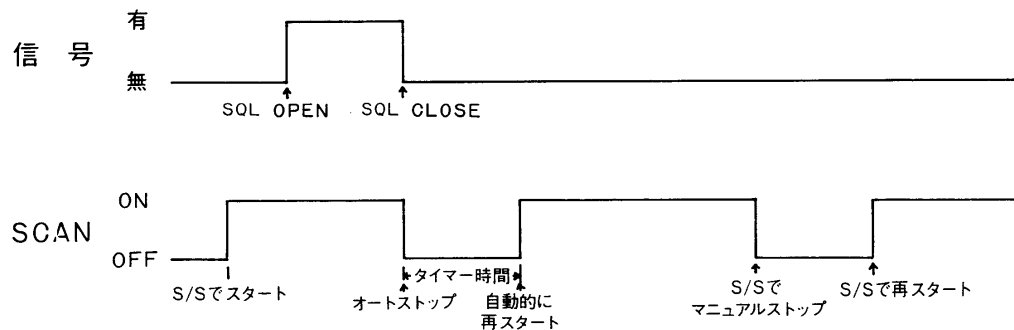 有
信 号
無
SQL OPEN SQL CLOSE
ON
SCAN
OFF
タイマー時間
S/Sでスタート
オートストップ
自動的に
再スタート
S/Sで
マニュアルストップ
S/Sで再スタート